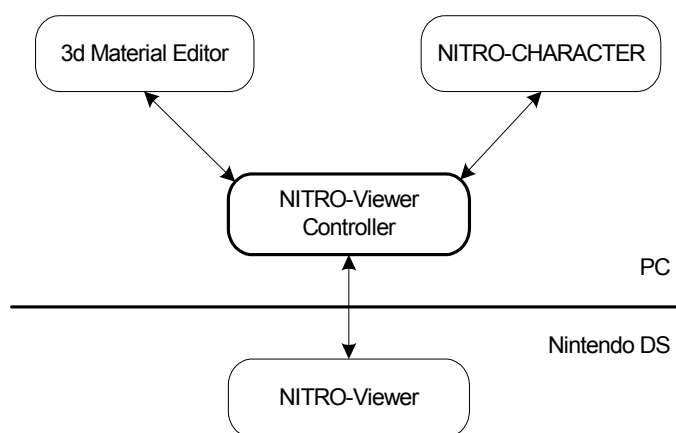 3d Material Editor
NITRO-CHARACTER
NITRO-Viewer
Controller
PC
Nintendo DS
NITRO-Viewer